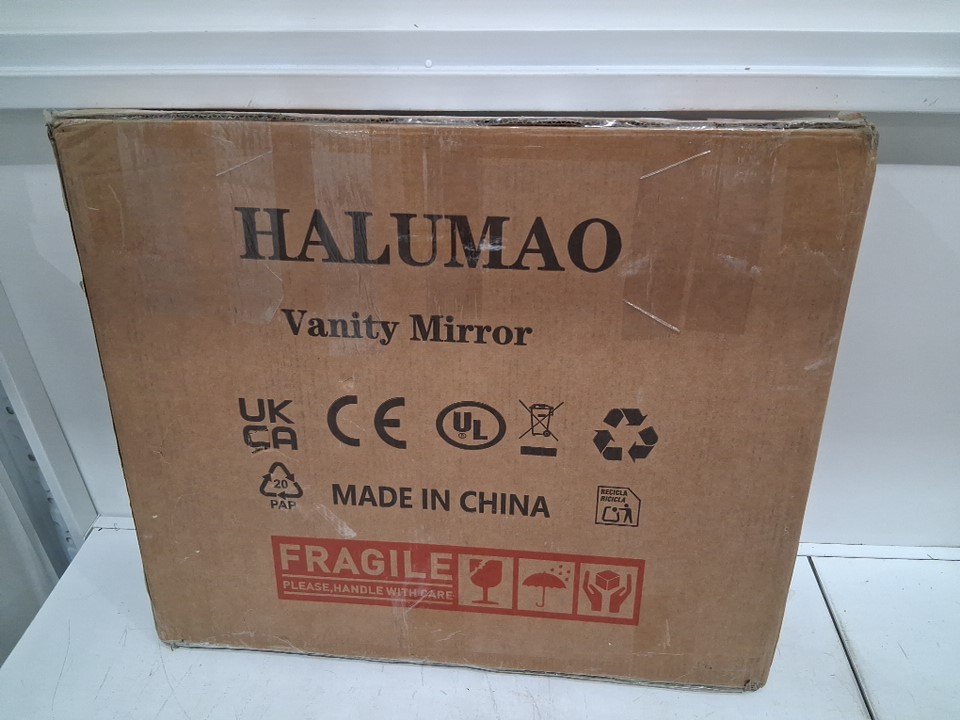 HALUMAO
Vanity Mirror
UK
CA
CE
UL
®
20
PAP
MADE IN CHINA
RECICLA
RICICLA
FRAGILE
PLEASE,HANDLE WITH CARE